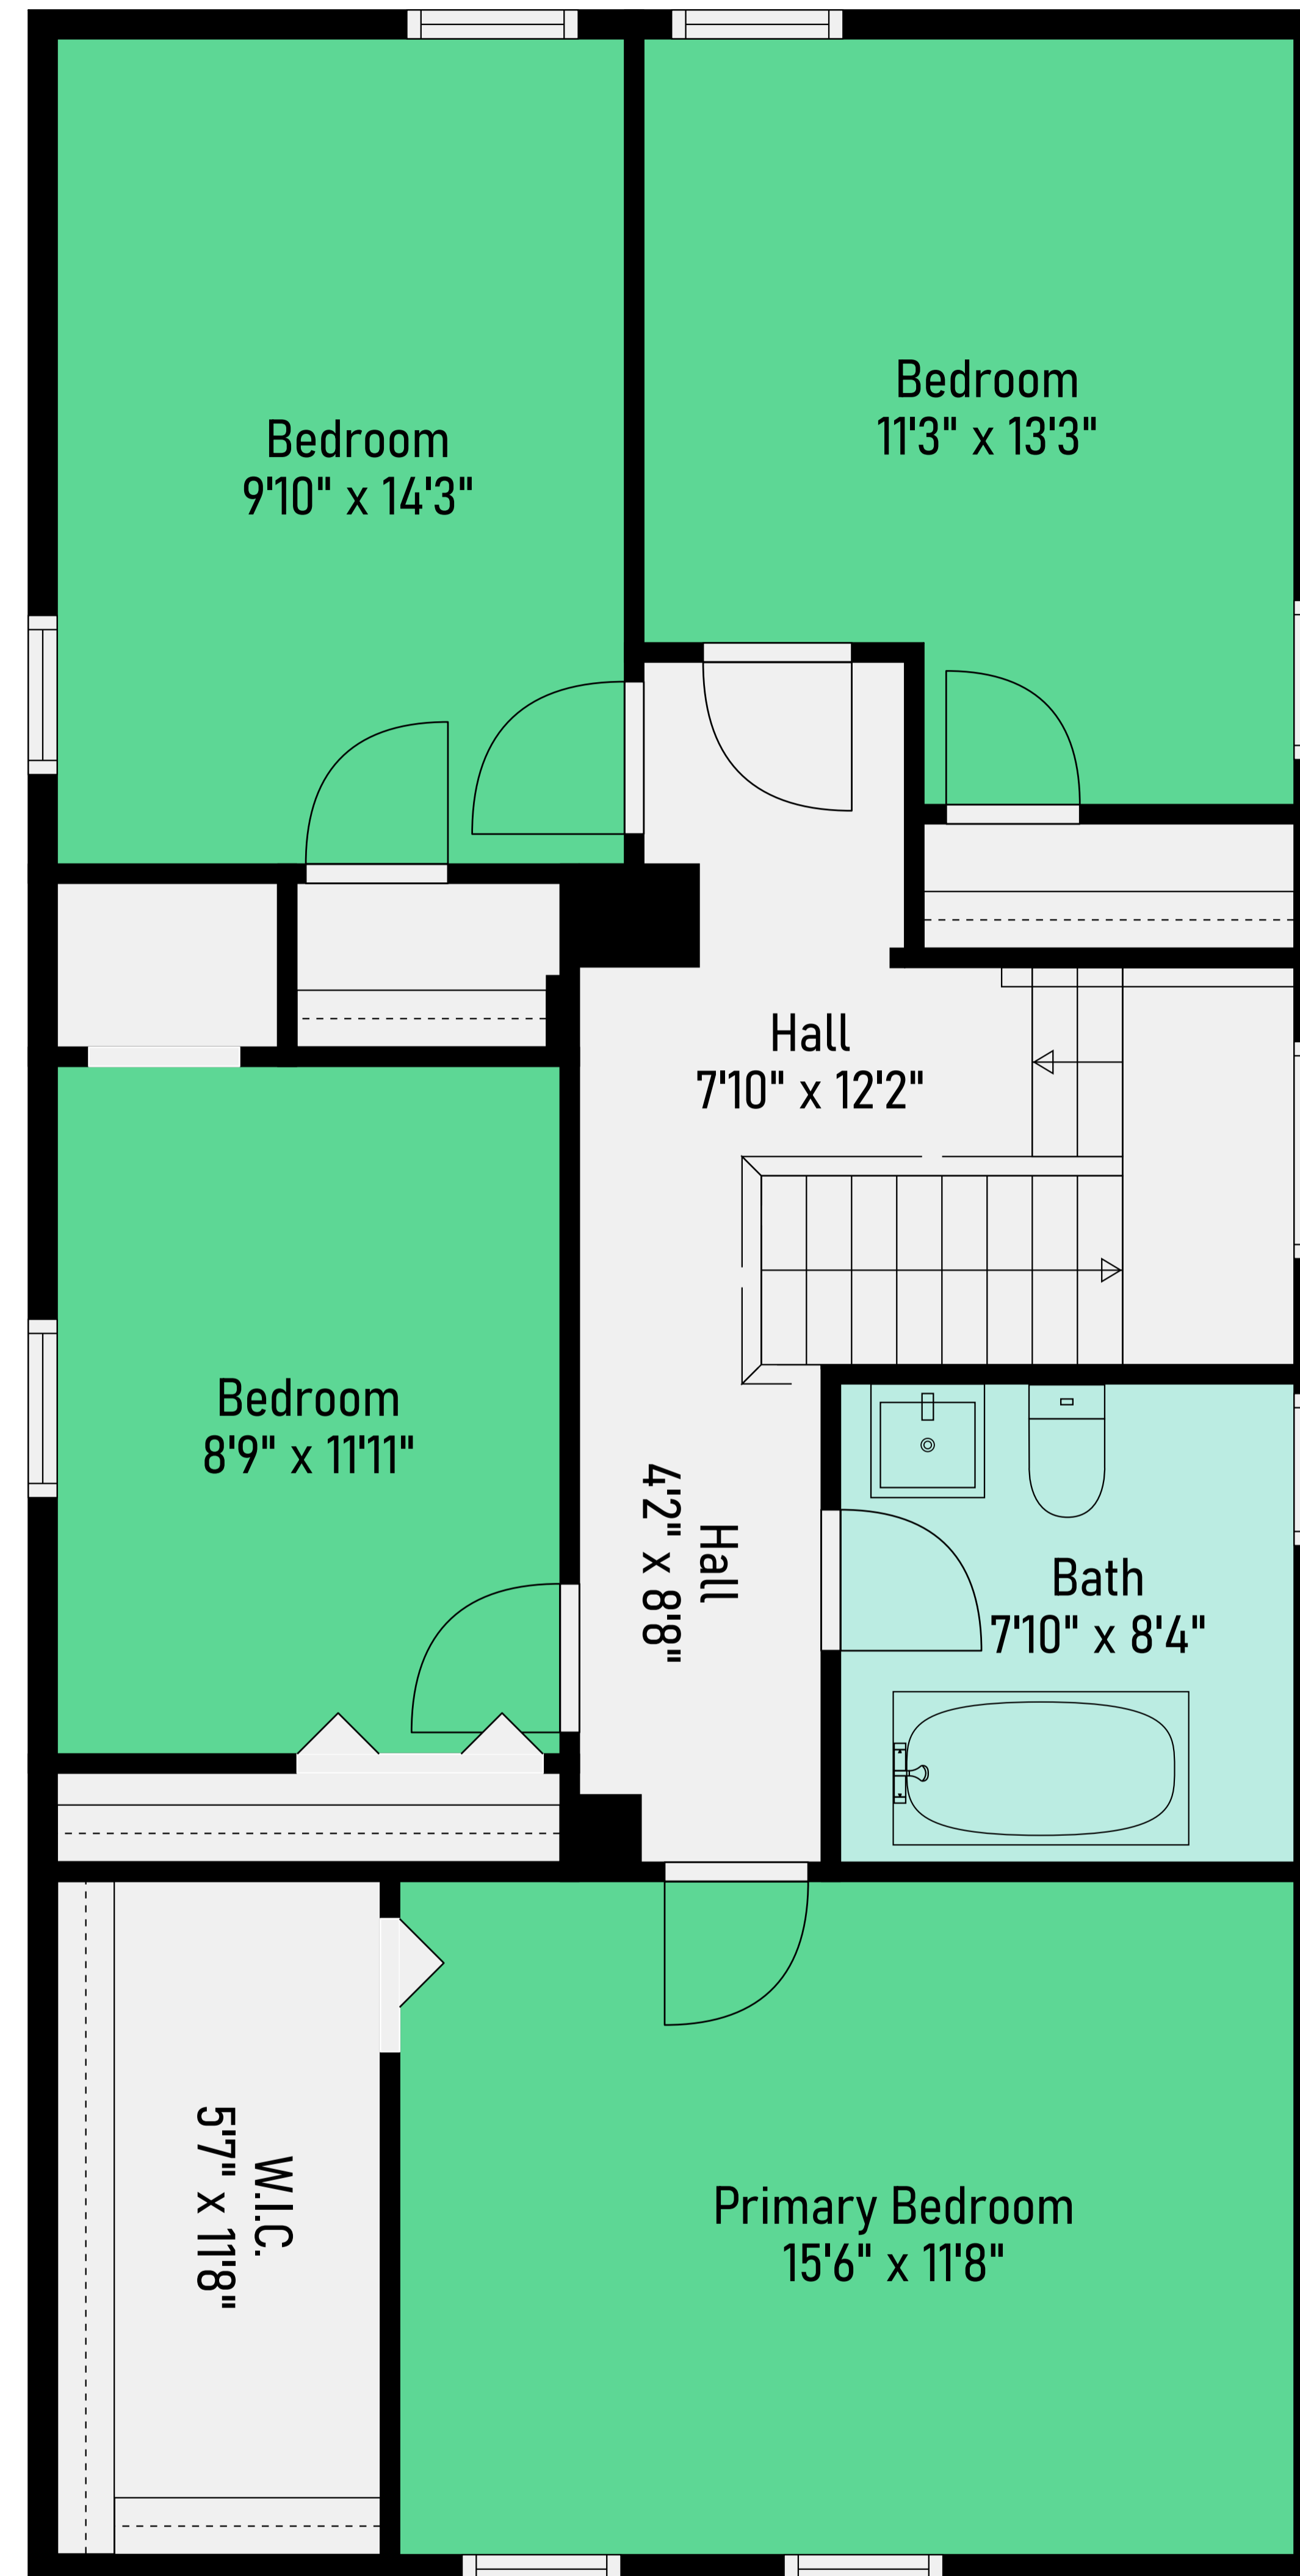 Bedroom
11'3" x 13'3"
Bedroom
9'10" x 14'3"
Hall
7'10" x 12'2"
Bedroom
8'9" x 11'11"
Hall
4'2" x 8'8"
Bath
7'10" x 8'4"
W.I.C.
5'7" x 11'8"
Primary Bedroom
15'6" x 11'8"